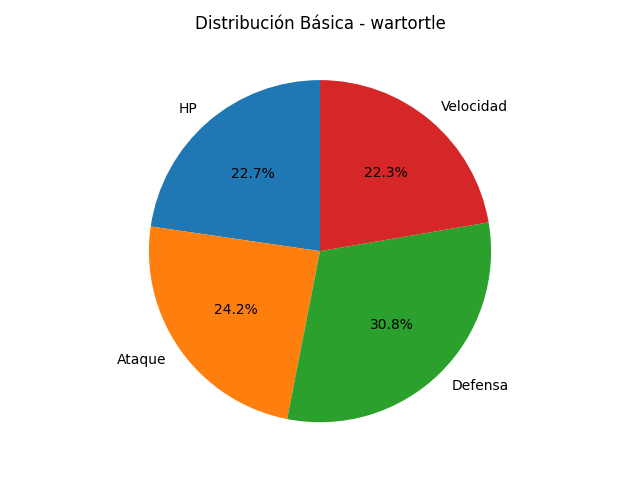 Distribución Básica - wartortle
HP
Velocidad
22.7%
22.3%
24.2%
30.8%
Ataque
Defensa